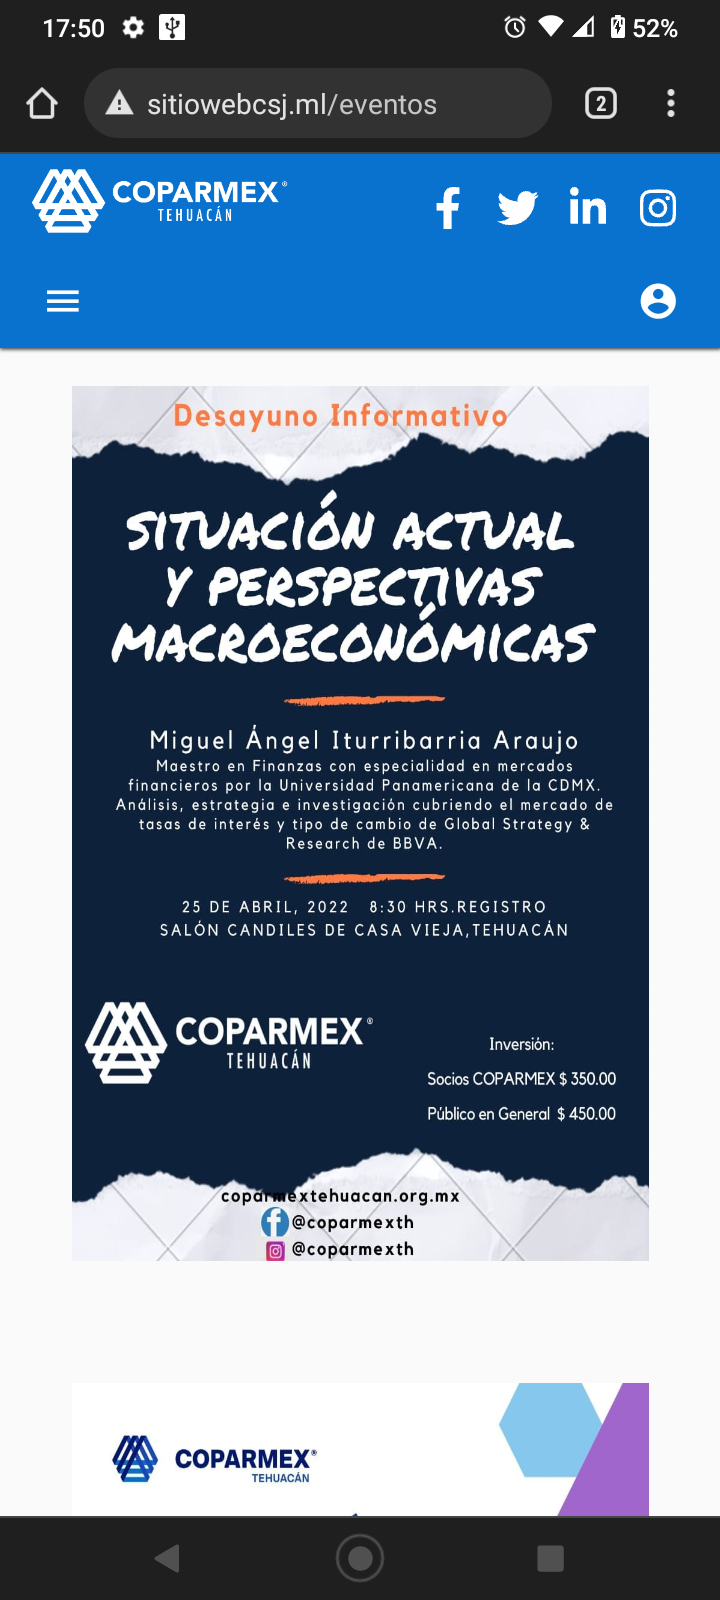 17:50
52%
sitiowebcsj.ml/eventos
2
COPARMEX®
TEHUACÁN
Desayuno Informativo
SITUACIÓN ACTUAL
Y PERSPECTIVAS
MACROECONÓMICAS
Miguel Ángel Iturribarria Araujo
Maestro en Finanzas con especialidad en mercados
financieros por la Universidad Panamericana de la CDMX.
Análisis, estrategia e investigación cubriendo el mercado de
tasas de interés y tipo de cambio de Global Strategy &
Research de BBVA.
25 DE ABRIL, 2022 8:30 HRS.REGISTRO
SALÓN CANDILES DE CASA VIEJA,TEHUACÁN
COPARMEX®
TEHUACÁN
Inversión:
Socios COPARMEX $ 350.00
Público en General $ 450.00
coparmextehuacan.org.mx
@coparmexth
@coparmexth
COPARMEX®
TEHUACÁN